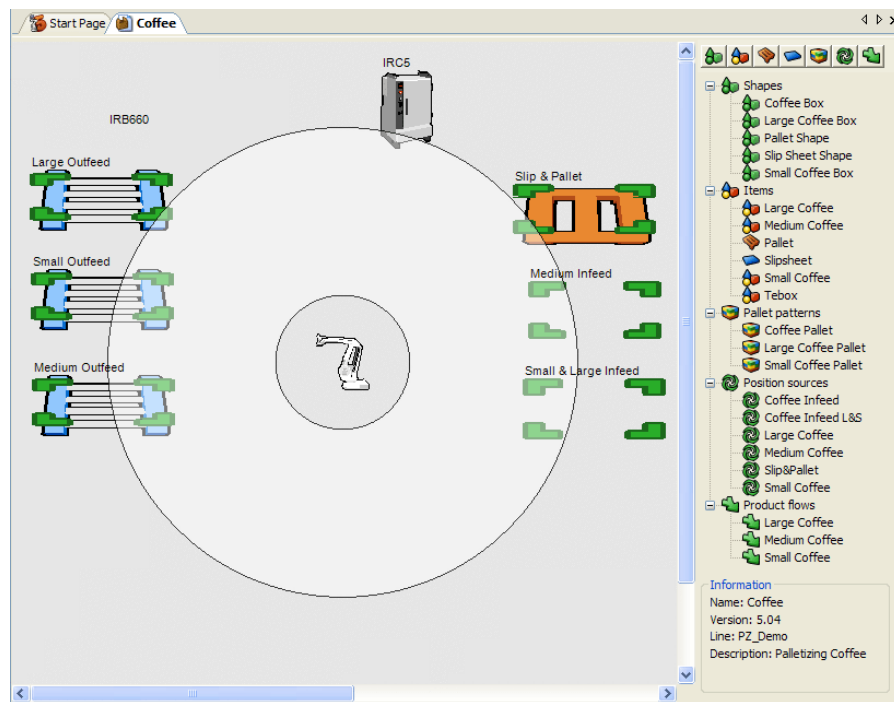 Start Page
Coffee
IRC5
IRB660
Large Outfeed
Slip & Pallet
Small Outfeed
Medium Infeed
Medium Outfeed
Small & Large Infeed
Shapes
Coffee Box
Large Coffee Box
Pallet Shape
Slip Sheet Shape
Small Coffee Box
Items
Large Coffee
Medium Coffee
Pallet
Slipsheet
Small Coffee
Tebox
Pallet patterns
Coffee Pallet
Large Coffee Pallet
Small Coffee Pallet
Position sources
Coffee Infeed
Coffee Infeed L&S
Large Coffee
Medium Coffee
Slip&Pallet
Small Coffee
Product flows
Large Coffee
Medium Coffee
Small Coffee
Information
Name: Coffee
Version: 5.04
Line: PZ_Demo
Description: Palletizing Coffee